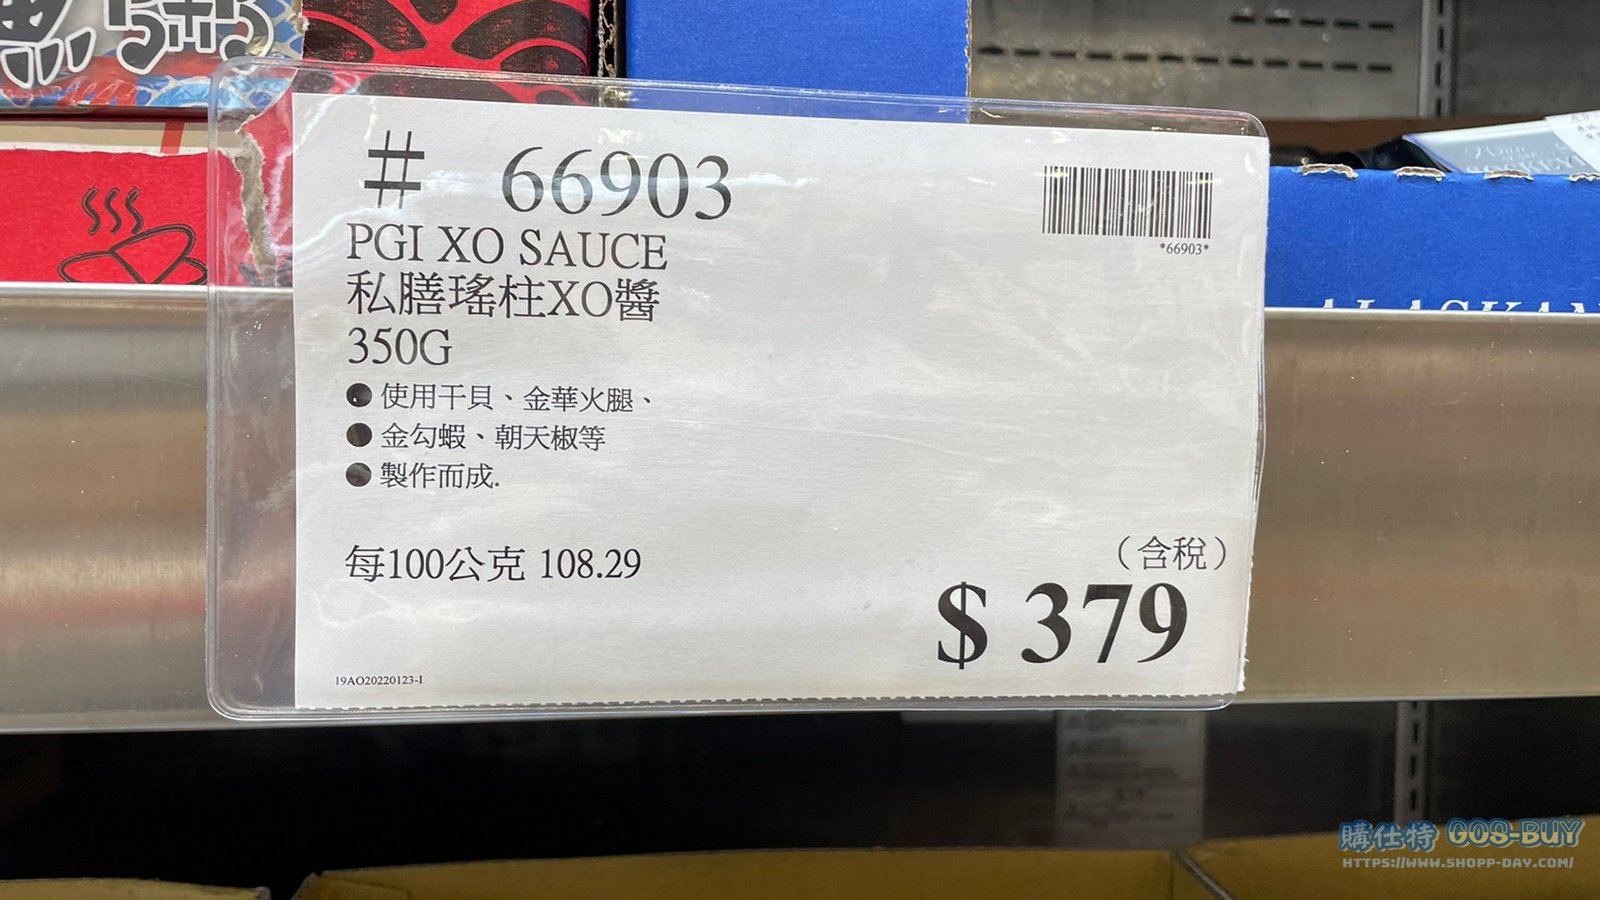 # 66903
*66903*
PGI XO SAUCE
私膳瑤柱XO醬
350G
● 使用干貝、金華火腿、
● 金勾蝦、朝天椒等
● 製作而成.
每100公克 108.29
（含稅）
$ 379
19AO20220123-I
ALASKAN
購仕特 GOS-BUY
HTTPS://WWW.SHOPP-DAY.COM/